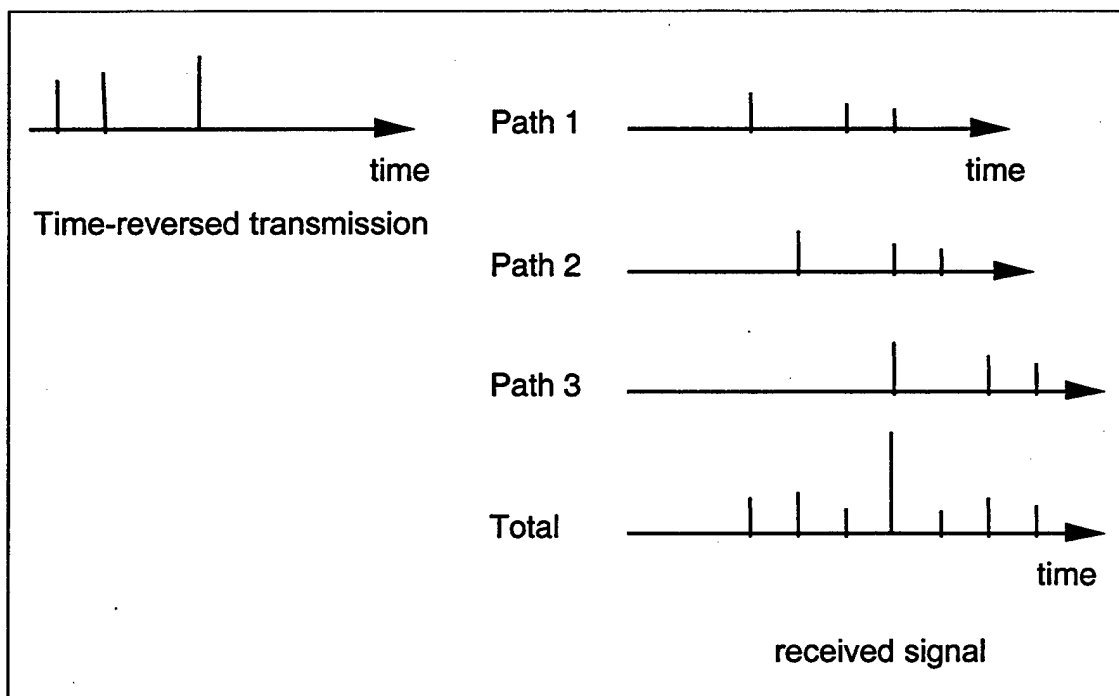 time
Time-reversed transmission
Path 1
time
Path 2
Path 3
Total
time
received signal